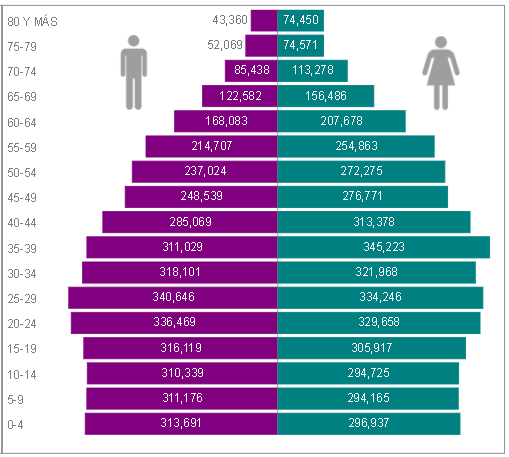 80 Y MÁS 43,360 74,450
75-79 52,069 74,571
70-74 85,438 113,278
65-69 122,582 156,486
60-64 168,083 207,678
55-59 214,707 254,863
50-54 237,024 272,275
45-49 248,539 276,771
40-44 285,069 313,378
35-39 311,029 345,223
30-34 318,101 321,968
25-29 340,646 334,246
20-24 336,469 329,658
15-19 316,119 305,917
10-14 310,339 294,725
5-9 311,176 294,165
0-4 313,691 296,937